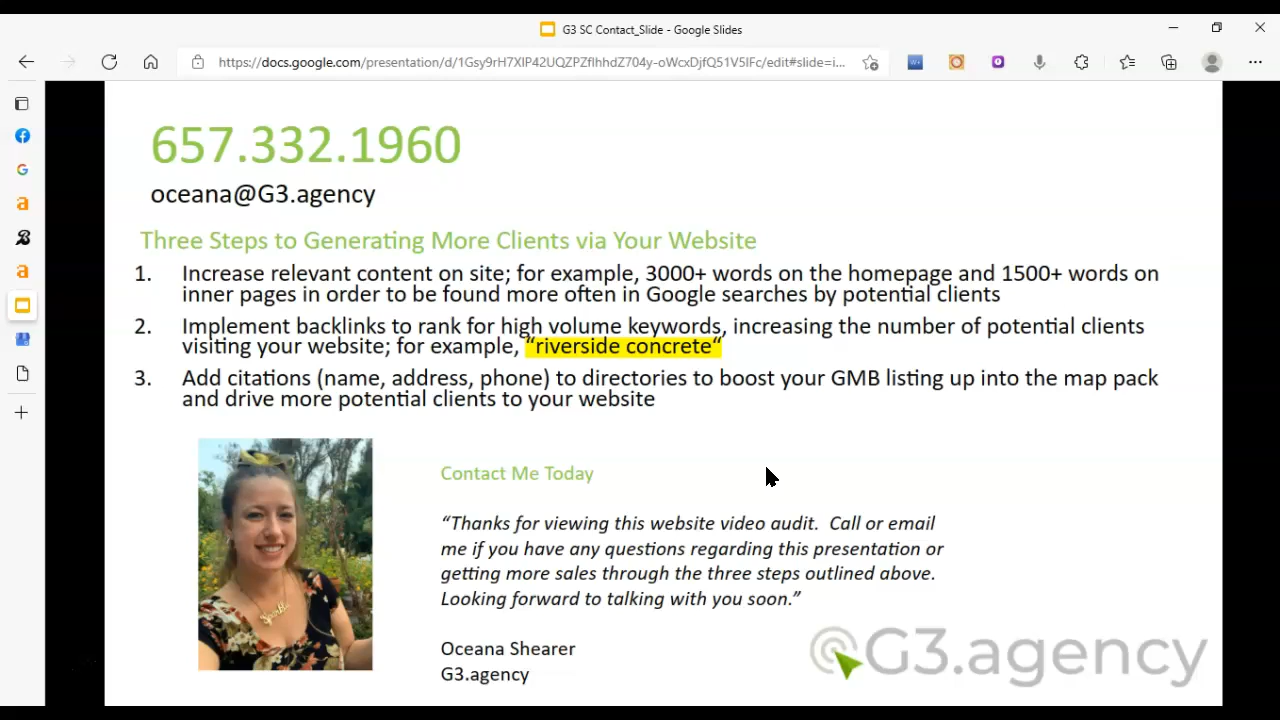 G3 SC Contact_Slide - Google Slides
https://docs.google.com/presentation/d/1Gsy9rH7XIP42UQZPZflhhdZ704y-oWcxDjfQ51V5IFc/edit#slide=i...
657.332.1960
oceana@G3.agency
Three Steps to Generating More Clients via Your Website
1. Increase relevant content on site; for example, 3000+ words on the homepage and 1500+ words on
inner pages in order to be found more often in Google searches by potential clients
2. Implement backlinks to rank for high volume keywords, increasing the number of potential clients
visiting your website; for example, “riverside concrete“
3. Add citations (name, address, phone) to directories to boost your GMB listing up into the map pack
and drive more potential clients to your website
Contact Me Today
“Thanks for viewing this website video audit.  Call or email
me if you have any questions regarding this presentation or
getting more sales through the three steps outlined above.
Looking forward to talking with you soon.”
Oceana Shearer
G3.agency
G3.agency